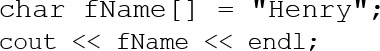 char fName[] = "Henry";
cout << fName << endl;